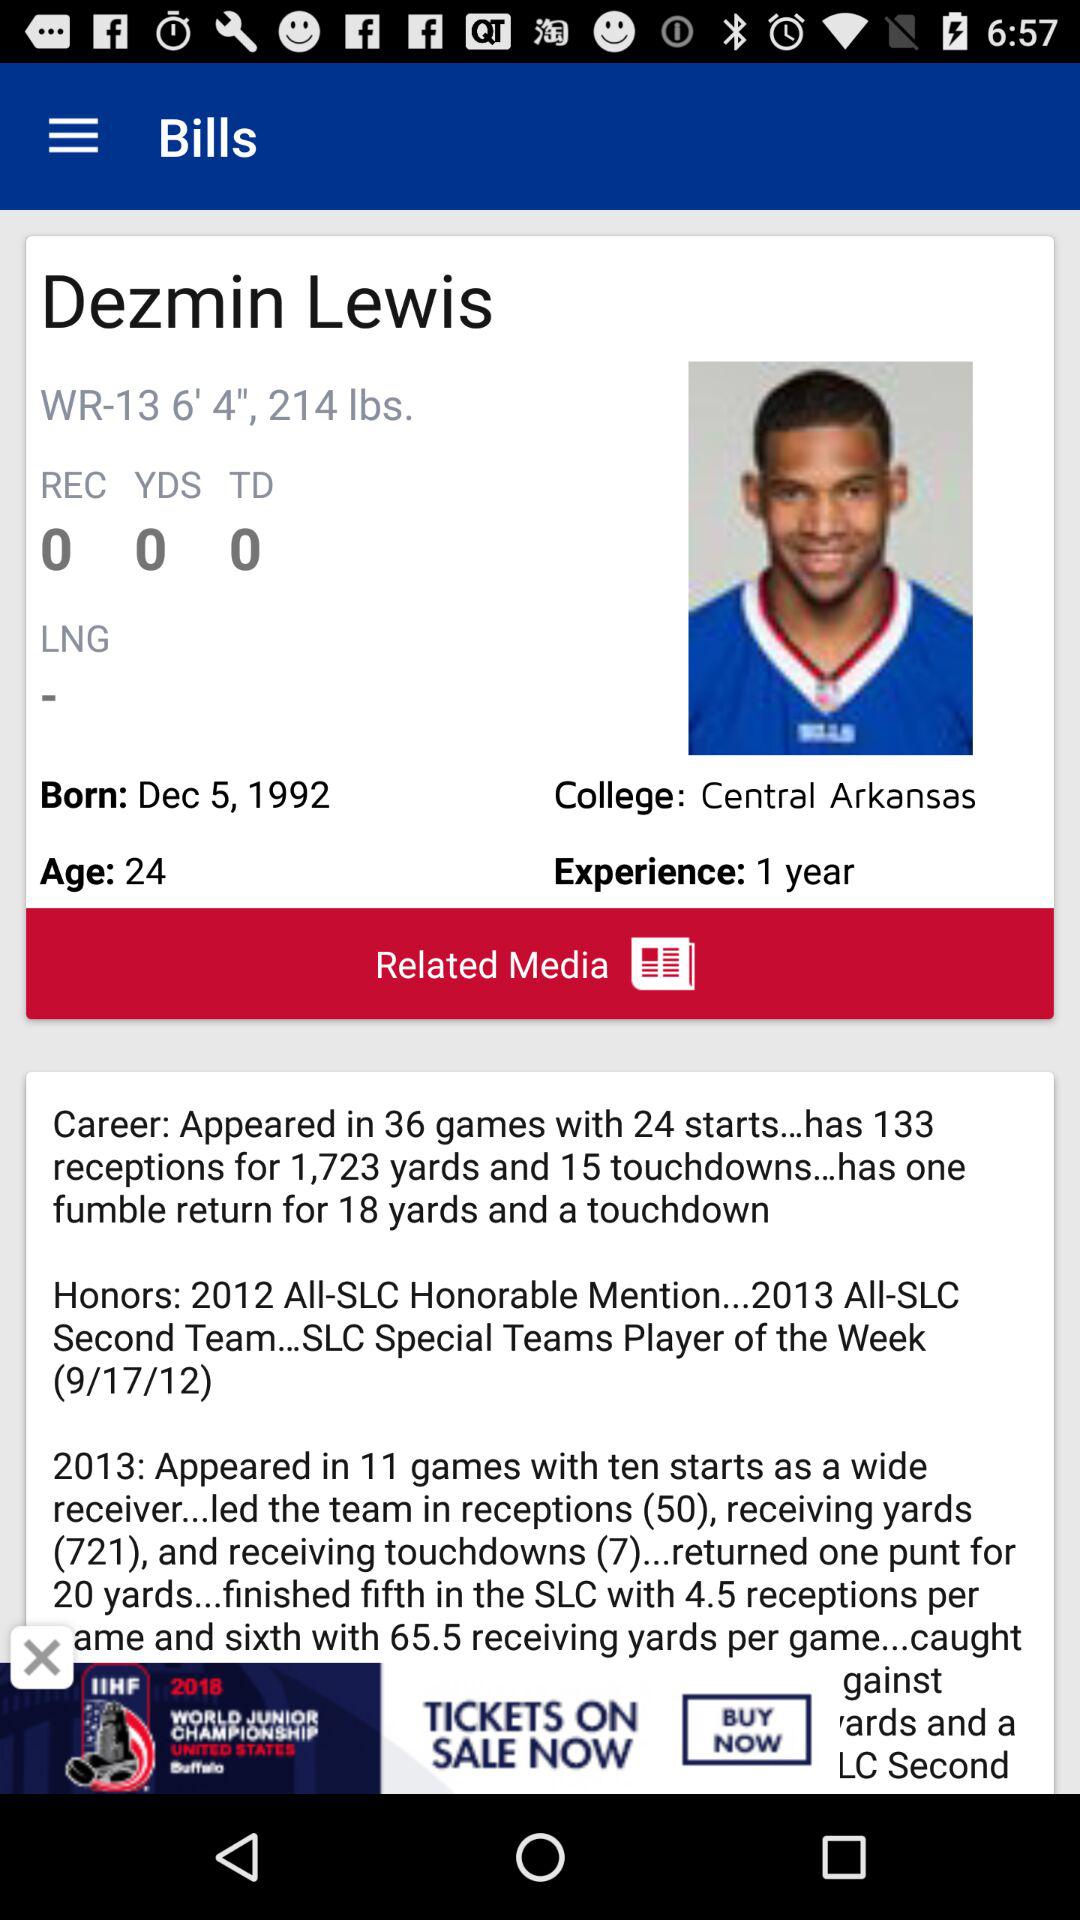 QT
淘
6:57
Bills
Dezmin Lewis
WR-13 6' 4", 214 lbs.
REC YDS TD
0 0 0
LNG
-
BILLS
Born: Dec 5, 1992
College: Central Arkansas
Age: 24
Experience: 1 year
Related Media
Career: Appeared in 36 games with 24 starts...has 133
receptions for 1,723 yards and 15 touchdowns...has one
fumble return for 18 yards and a touchdown
Honors: 2012 All-SLC Honorable Mention...2013 All-SLC
Second Team...SLC Special Teams Player of the Week
(9/17/12)
2013: Appeared in 11 games with ten starts as a wide
receiver...led the team in receptions (50), receiving yards
(721), and receiving touchdowns (7)...returned one punt for
20 yards...finished fifth in the SLC with 4.5 receptions per
ame and sixth with 65.5 receiving yards per game...caught
gainst
ards and a
LC Second
IIHF
2018
WORLD JUNIOR
CHAMPIONSHIP
UNITED STATES
Buffalo
TICKETS ON
SALE NOW
BUY
NOW